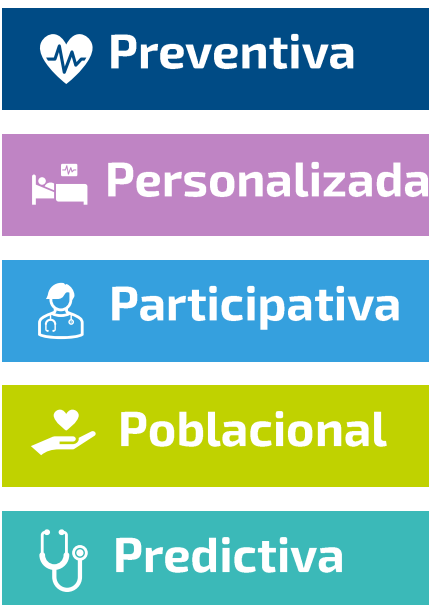 Preventiva
Personalizada
Participativa
Poblacional
Predictiva